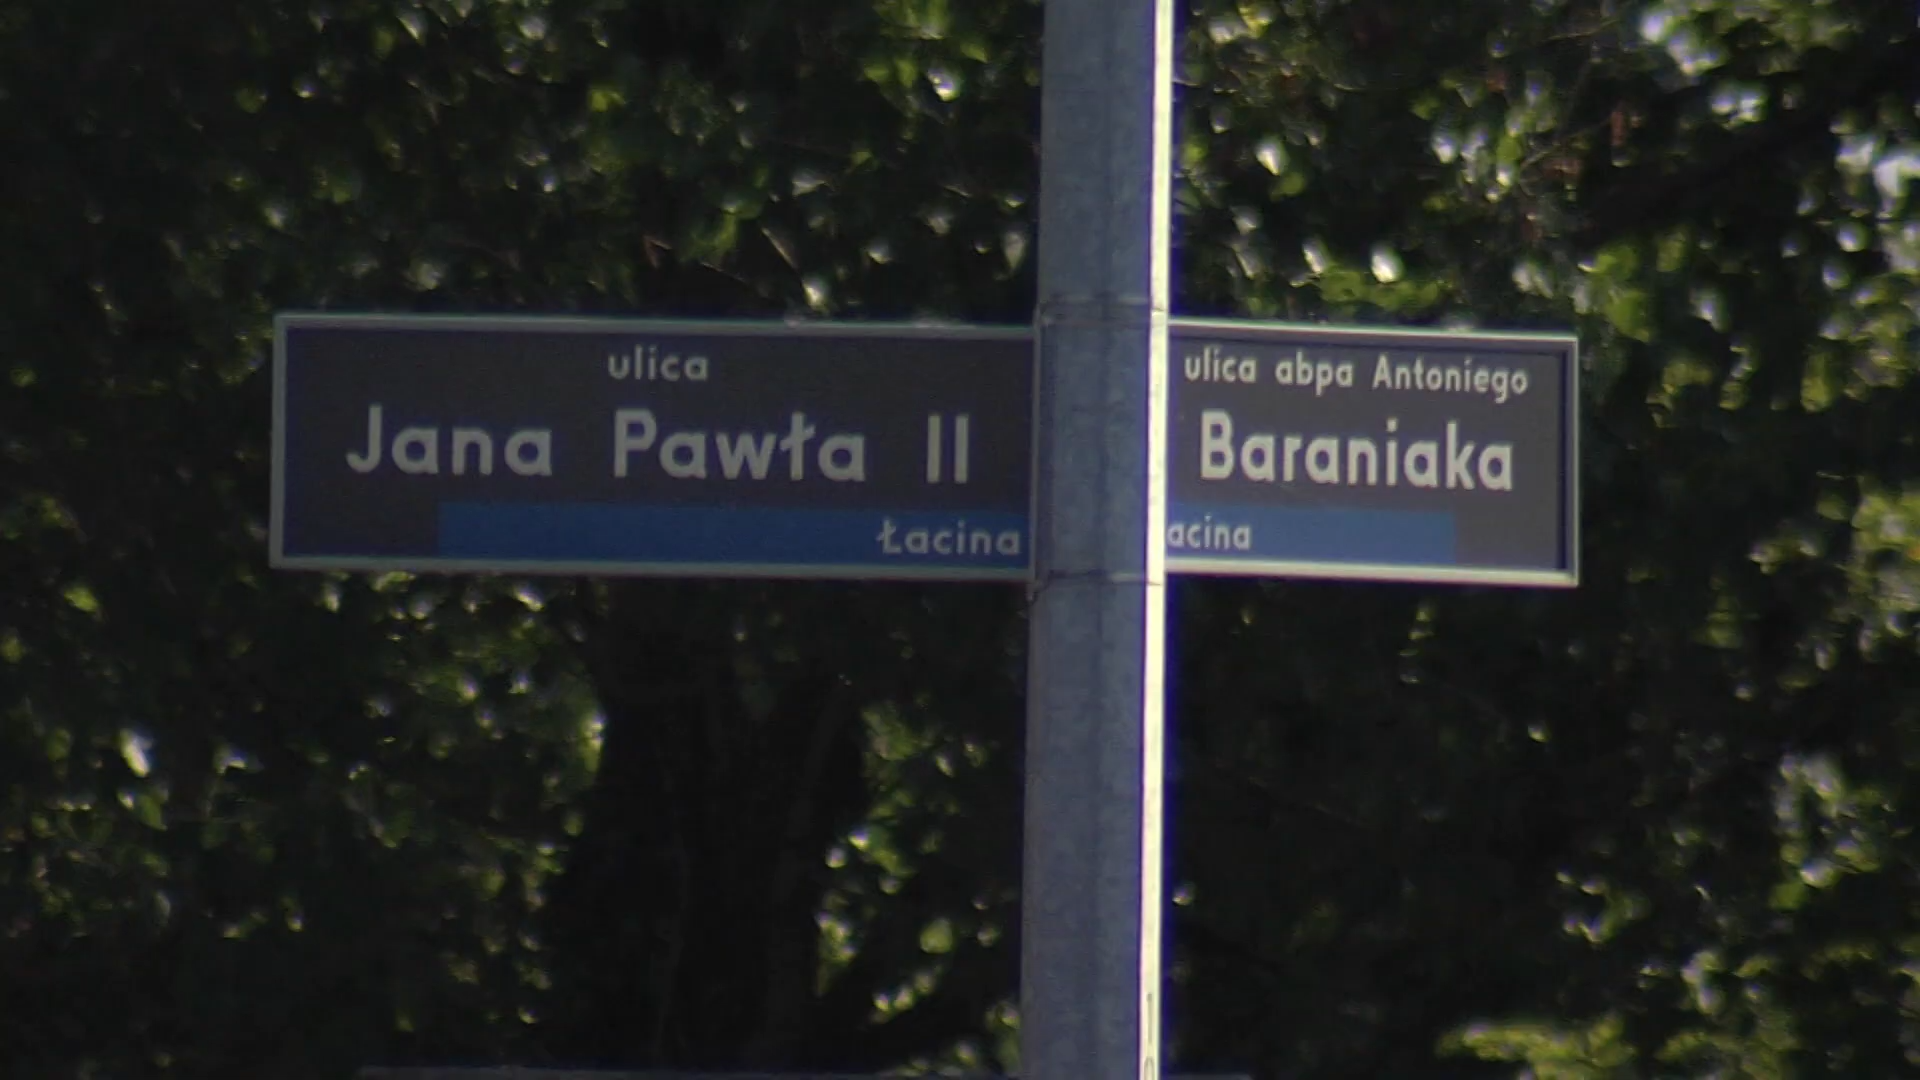 ulica
Jana Pawła II
Łacina
ulica abpa Antoniego
Baraniaka
acina